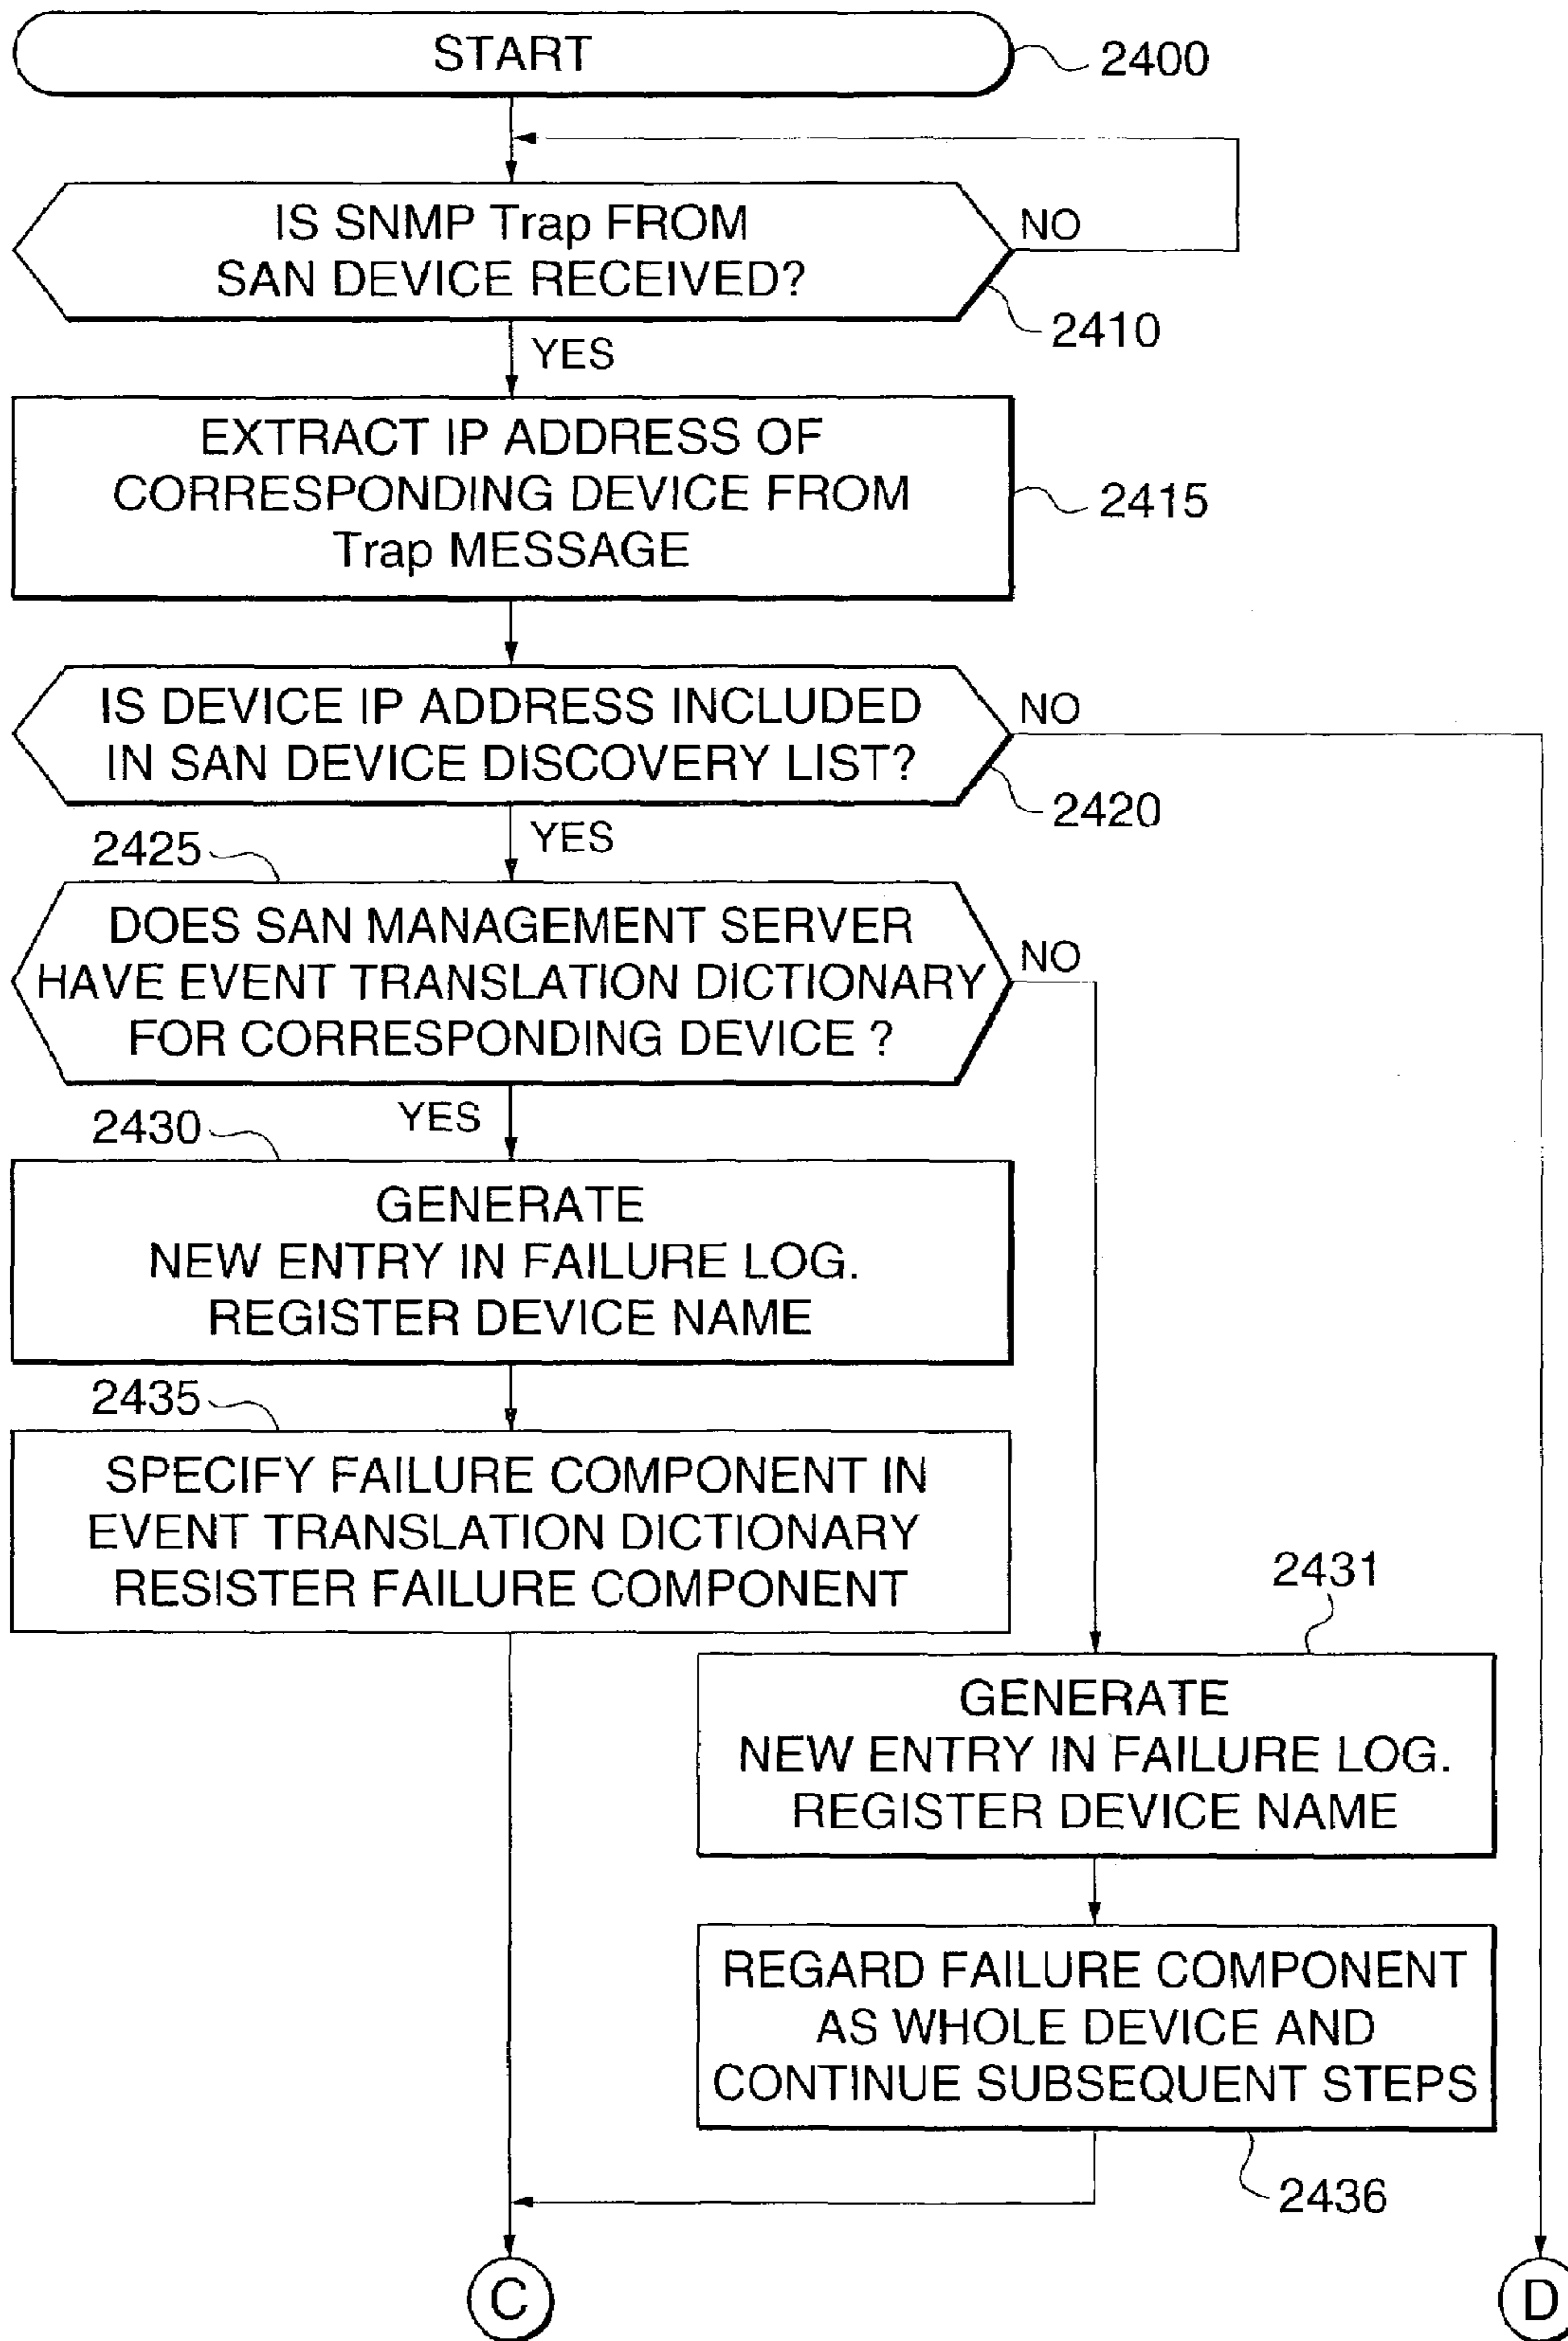 START
2400
IS SNMP Trap FROM
SAN DEVICE RECEIVED?
NO
2410
YES
EXTRACT IP ADDRESS OF
CORRESPONDING DEVICE FROM
Trap MESSAGE
2415
IS DEVICE IP ADDRESS INCLUDED
IN SAN DEVICE DISCOVERY LIST?
NO
2420
YES
2425
DOES SAN MANAGEMENT SERVER
HAVE EVENT TRANSLATION DICTIONARY
FOR CORRESPONDING DEVICE ?
NO
YES
2430
GENERATE
NEW ENTRY IN FAILURE LOG.
REGISTER DEVICE NAME
2435
SPECIFY FAILURE COMPONENT IN
EVENT TRANSLATION DICTIONARY
RESISTER FAILURE COMPONENT
2431
GENERATE
NEW ENTRY IN FAILURE LOG.
REGISTER DEVICE NAME
REGARD FAILURE COMPONENT
AS WHOLE DEVICE AND
CONTINUE SUBSEQUENT STEPS
2436
C
D